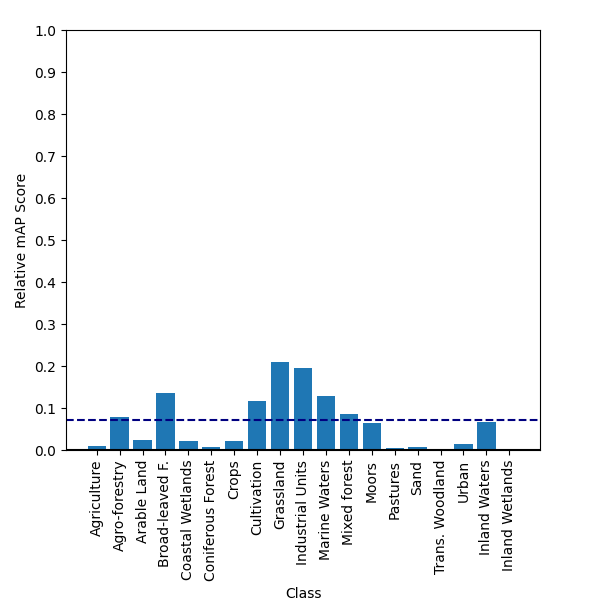 1.0
0.9
0.8
0.7
0.6
0.5
0.4
0.3
0.2
0.1
0.0
Relative mAP Score
Agriculture
Agro-forestry
Arable Land
Broad-leaved F.
Coastal Wetlands
Coniferous Forest
Crops
Cultivation
Grassland
Industrial Units
Marine Waters
Mixed forest
Moors
Pastures
Sand
Trans. Woodland
Urban
Inland Waters
Inland Wetlands
Class